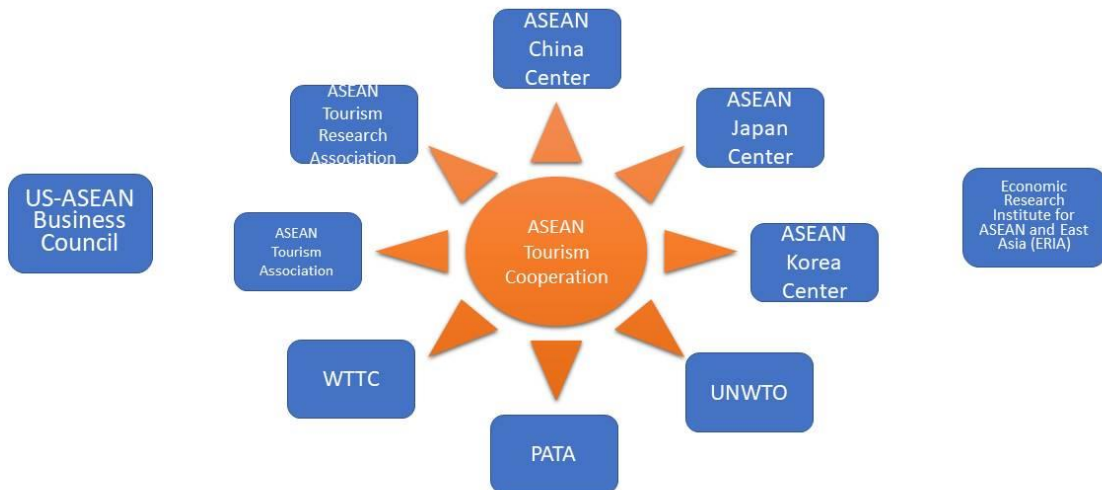 ASEAN
China
Center
ASEAN
Tourism
Research
Association
ASEAN
Japan
Center
US-ASEAN
Business
Council
Economic
Research
Institute for
ASEAN and East
Asia (ERIA)
ASEAN
Tourism
Association
ASEAN
Tourism
Cooperation
ASEAN
Korea
Center
WTTC
UNWTO
PATA